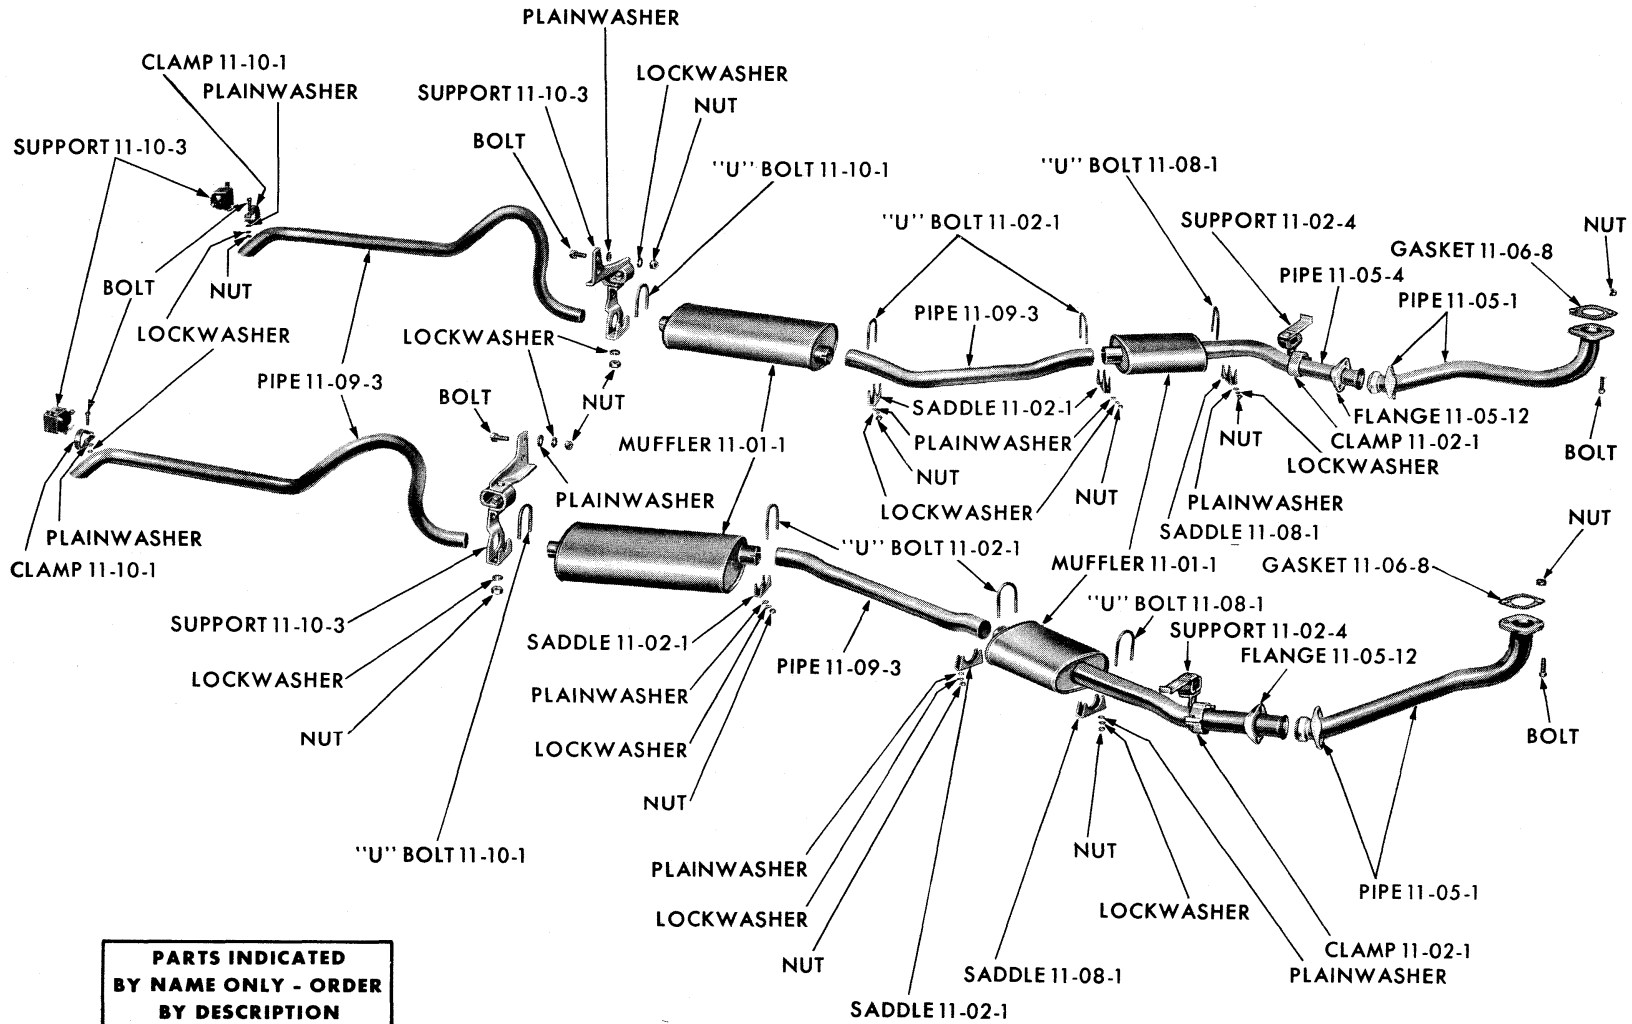 PLAINWASHER
CLAMP 11-10-1
LOCKWASHER
PLAINWASHER
SUPPORT 11-10-3
NUT
BOLT
SUPPORT 11-10-3
"U" BOLT 11-10-1
"U" BOLT 11-08-1
"U" BOLT 11-02-1
SUPPORT 11-02-4
NUT
GASKET 11-06-8
PIPE 11-05-4
BOLT
NUT
PIPE 11-05-1
PIPE 11-09-3
LOCKWASHER
LOCKWASHER
PIPE 11-09-3
BOLT
NUT
SADDLE 11-02-1
FLANGE 11-05-12
MUFFLER 11-01-1
PLAINWASHER
NUT
CLAMP 11-02-1
BOLT
LOCKWASHER
NUT
PLAINWASHER
NUT
PLAINWASHER
LOCKWASHER
NUT
SADDLE 11-08-1
PLAINWASHER
"U" BOLT 11-02-1
CLAMP 11-10-1
MUFFLER 11-01-1
GASKET 11-06-8
"U" BOLT 11-08-1
SUPPORT 11-10-3
SUPPORT 11-02-4
SADDLE 11-02-1
FLANGE 11-05-12
PIPE 11-09-3
LOCKWASHER
PLAINWASHER
NUT
BOLT
LOCKWASHER
NUT
"U" BOLT 11-10-1
NUT
PLAINWASHER
PIPE 11-05-1
LOCKWASHER
LOCKWASHER
CLAMP 11-02-1
NUT
SADDLE 11-08-1
PLAINWASHER
SADDLE 11-02-1
PARTS INDICATED
BY NAME ONLY - ORDER
BY DESCRIPTION